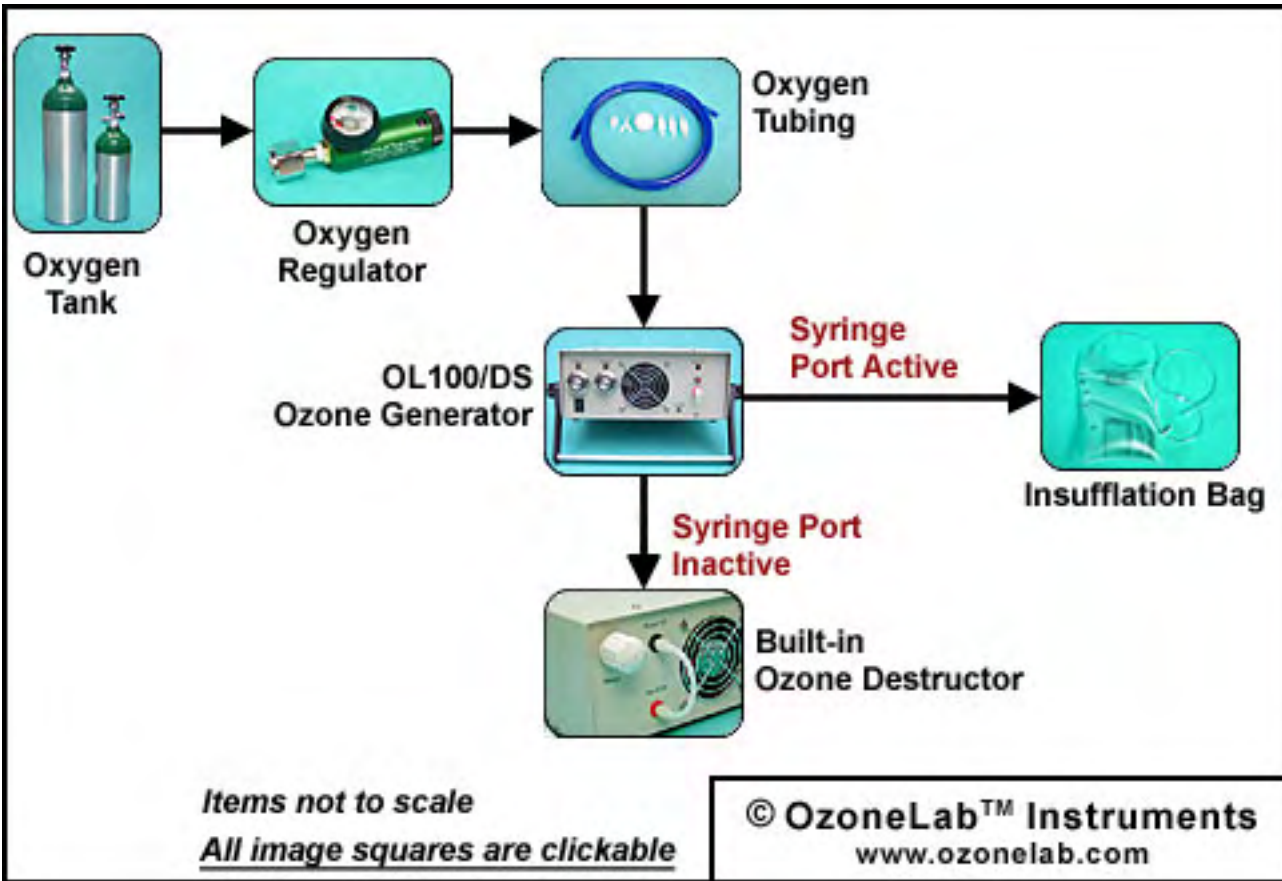 Oxygen
Tank
Oxygen
Regulator
Oxygen
Tubing
OL100/DS
Ozone Generator
Syringe
Port Active
Insufflation Bag
Syringe Port
Inactive
Built-in
Ozone Destructor
Items not to scale
All image squares are clickable
© OzoneLab™ Instruments
www.ozonelab.com